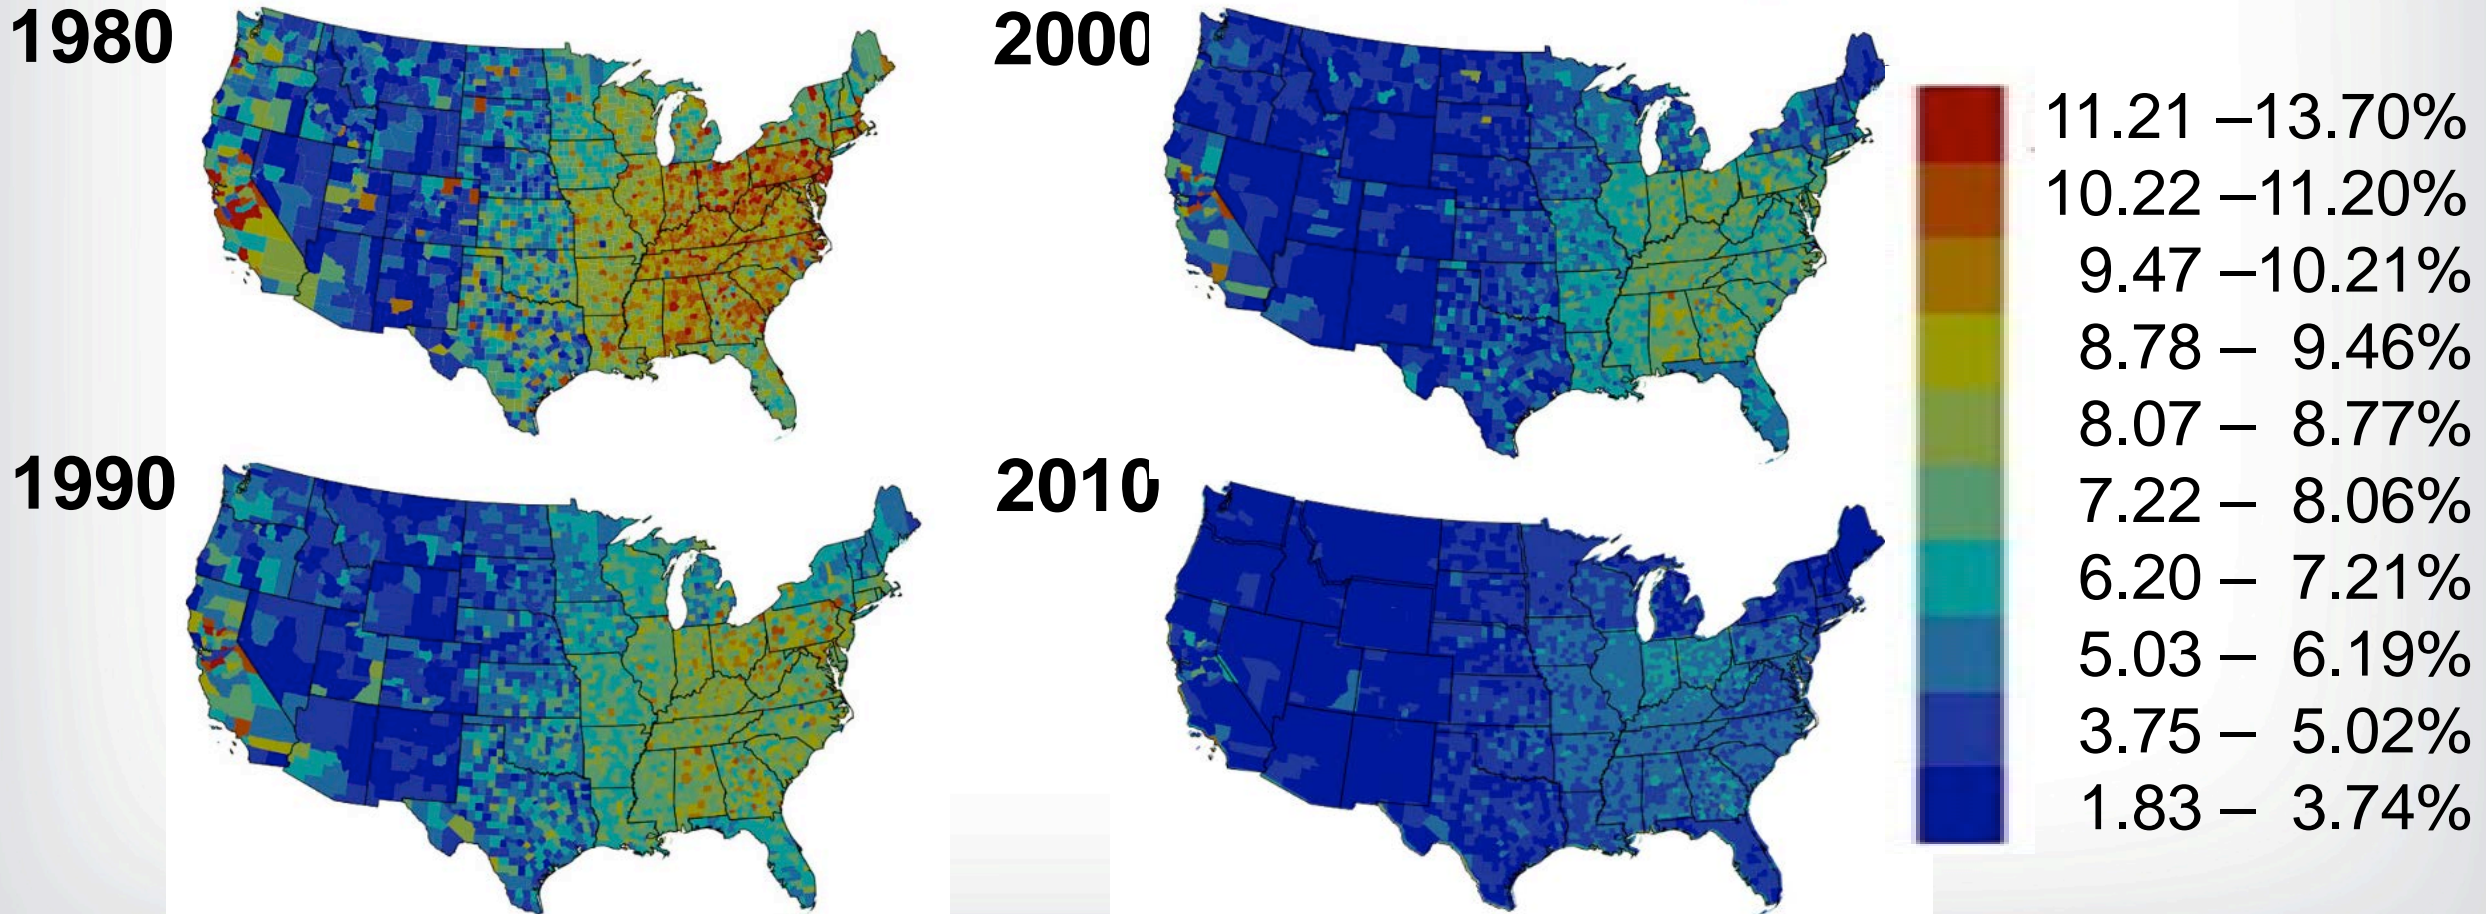 1980
2000
1990
2010
11.21 –13.70%
10.22 –11.20%
9.47 –10.21%
8.78 – 9.46%
8.07 – 8.77%
7.22 – 8.06%
6.20 – 7.21%
5.03 – 6.19%
3.75 – 5.02%
1.83 – 3.74%